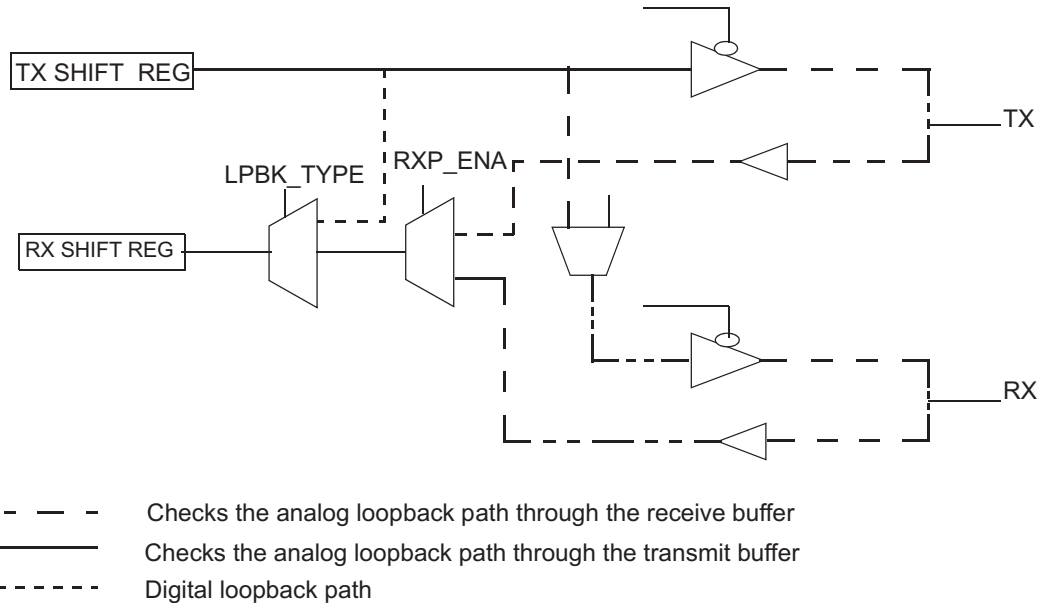 TX SHIFT REG
TX
LPBK_TYPE
RXP_ENA
RX SHIFT REG
RX
Checks the analog loopback path through the receive buffer
Checks the analog loopback path through the transmit buffer
Digital loopback path